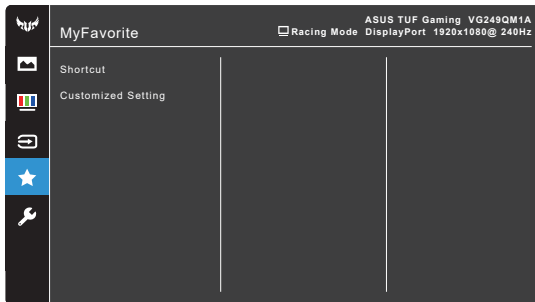 ASUS TUF Gaming VG249QM1A
MyFavorite
Racing Mode DisplayPort 1920x1080@ 240Hz
Shortcut
Customized Setting